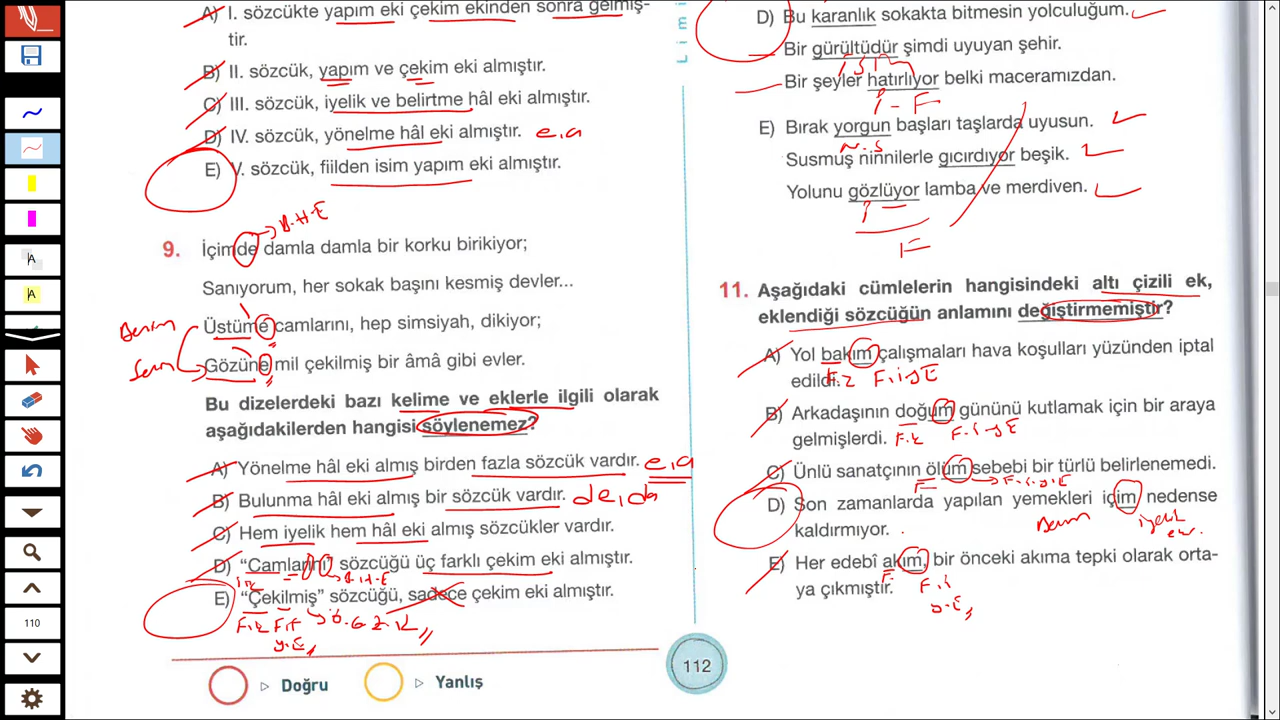 A) I. sözcükte yapım eki çekim ekinden sonra gelmiş-
tir.
B) II. sözcük, yapım ve çekim eki almıştır.
C) III. sözcük, iyelik ve belirtme hâl eki almıştır.
D) IV. sözcük, yönelme hâl eki almıştır. e,a
E) V. sözcük, fiilden isim yapım eki almıştır.
B.H.E
9. İçimde damla damla bir korku birikiyor;
Sanıyorum, her sokak başını kesmiş devler...
Benim Üstüme camlarını, hep simsiyah, dikiyor;
Senin Gözüne mil çekilmiş bir âmâ gibi evler.
Bu dizelerdeki bazı kelime ve eklerle ilgili olarak
aşağıdakilerden hangisi söylenemez?
A) Yönelme hâl eki almış birden fazla sözcük vardır. e,a
B) Bulunma hâl eki almış bir sözcük vardır. de,da
C) Hem iyelik hem hâl eki almış sözcükler vardır.
D) “Camlarını” sözcüğü üç farklı çekim eki almıştır.
B.H.E
E) “Çekilmiş” sözcüğü, sadece çekim eki almıştır.
F.k F.f ö.g z.k
y.E
Doğru
Yanlış
112
Limi
D) Bu karanlık sokakta bitmesin yolculuğum.
Bir gürültüdür şimdi uyuyan şehir.
isim
Bir şeyler hatırlıyor belki maceramızdan.
i-F
E) Bırak yorgun başları taşlarda uyusun.
Susmuş ninnilerle gıcırdıyor beşik.
Yolunu gözlüyor lamba ve merdiven.
i
F
11. Aşağıdaki cümlelerin hangisindeki altı çizili ek,
eklendiği sözcüğün anlamını değiştirmemiştir?
A) Yol bakım çalışmaları hava koşulları yüzünden iptal
edildi. F.i.yE
B) Arkadaşının doğum gününü kutlamak için bir araya
gelmişlerdi. F.k F.i.yE
C) Ünlü sanatçının ölüm sebebi bir türlü belirlenemedi.
F F.i.y.E
D) Son zamanlarda yapılan yemekleri içim nedense
kaldırmıyor. Benim iyelik
E) Her edebî akım, bir önceki akıma tepki olarak orta-
ya çıkmıştır. F.i
y.E
110
A
A